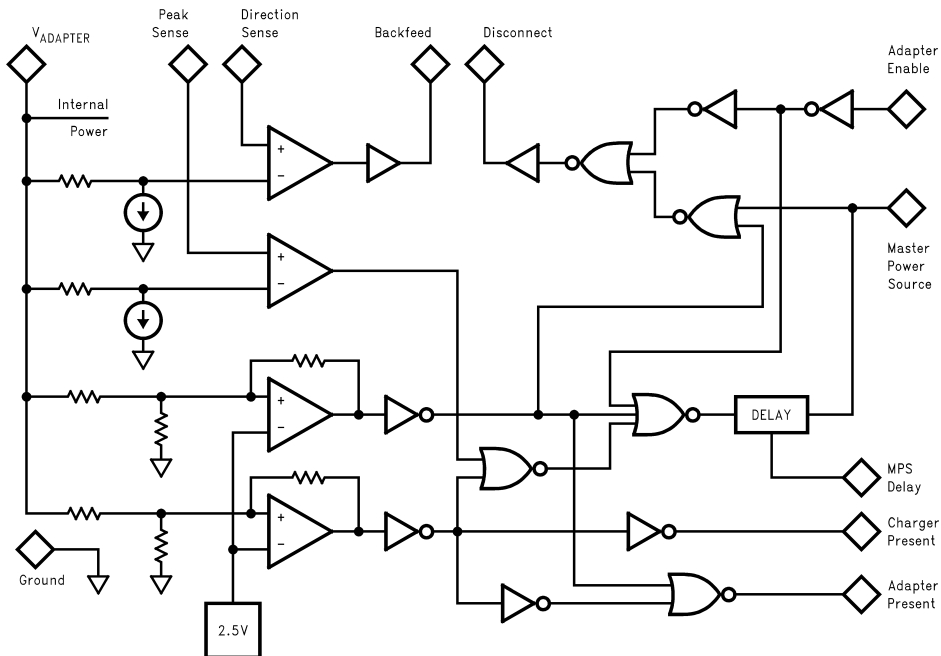 Peak
Sense
Direction
Sense
V_ADAPTER
Backfeed
Disconnect
Adapter
Enable
Internal
Power
+
−
Master
Power
Source
+
−
+
−
DELAY
MPS
Delay
+
−
Charger
Present
Ground
Adapter
Present
2.5V